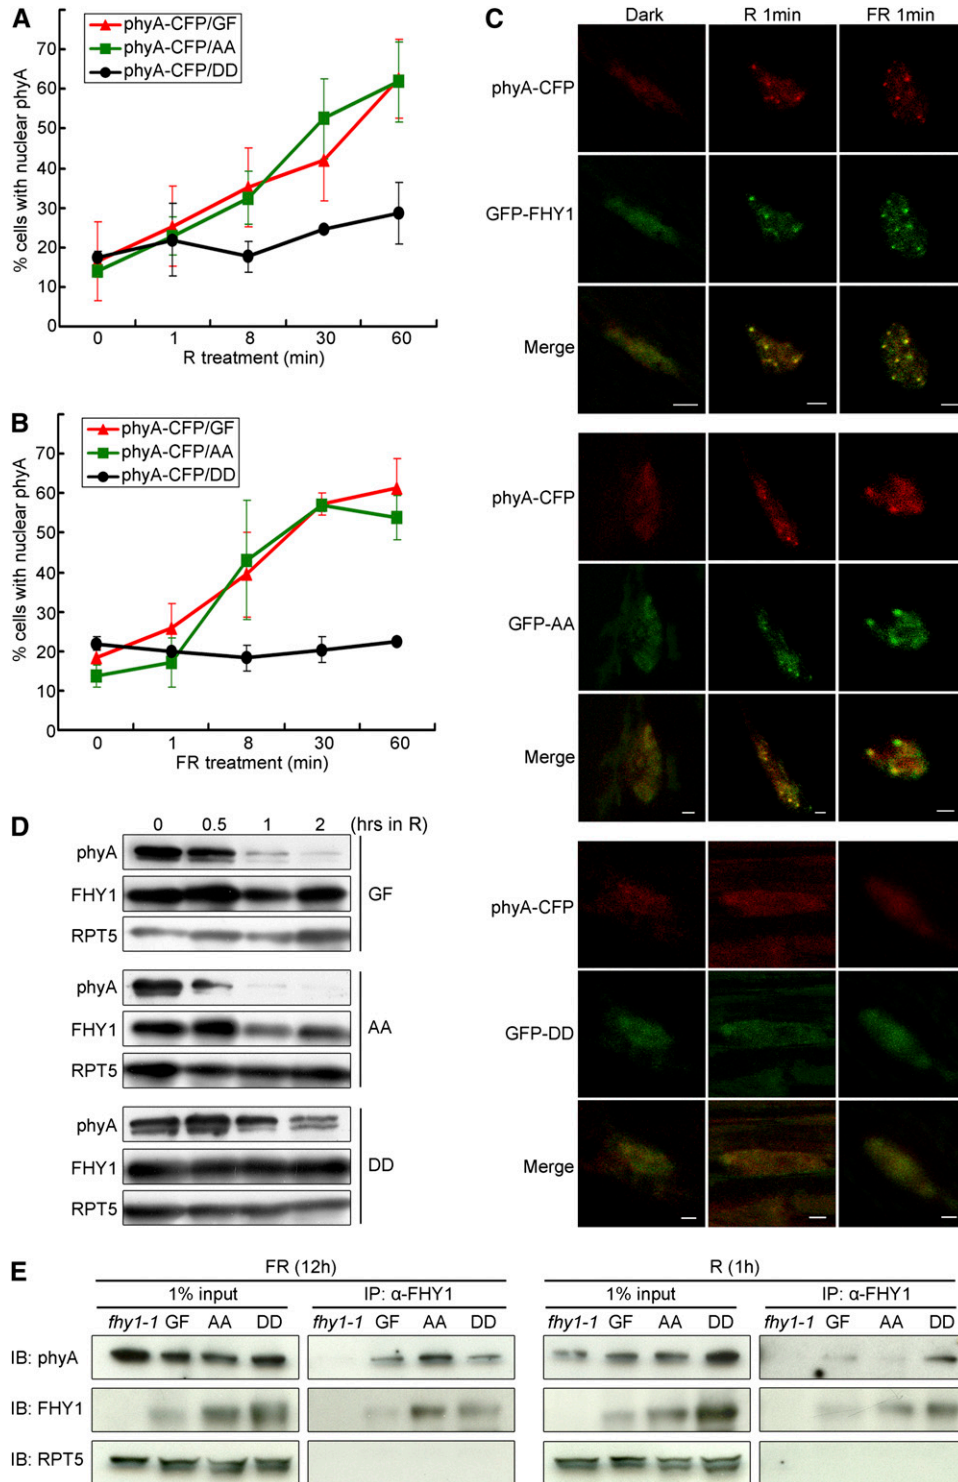 A
phyA-CFP/GF
phyA-CFP/AA
phyA-CFP/DD
% cells with nuclear phyA
70
60
50
40
30
20
10
0
0 1 8 30 60
R treatment (min)
B
phyA-CFP/GF
phyA-CFP/AA
phyA-CFP/DD
% cells with nuclear phyA
70
60
50
40
30
20
10
0
0 1 8 30 60
FR treatment (min)
C
Dark R 1min FR 1min
phyA-CFP
GFP-FHY1
Merge
phyA-CFP
GFP-AA
Merge
phyA-CFP
GFP-DD
Merge
D
0 0.5 1 2 (hrs in R)
phyA
FHY1 GF
RPT5
phyA
FHY1 AA
RPT5
phyA
FHY1 DD
RPT5
E
FR (12h) R (1h)
1% input IP: α-FHY1 1% input IP: α-FHY1
fhy1-1 GF AA DD fhy1-1 GF AA DD fhy1-1 GF AA DD fhy1-1 GF AA DD
IB: phyA IB: phyA
IB: FHY1 IB: FHY1
IB: RPT5 IB: RPT5